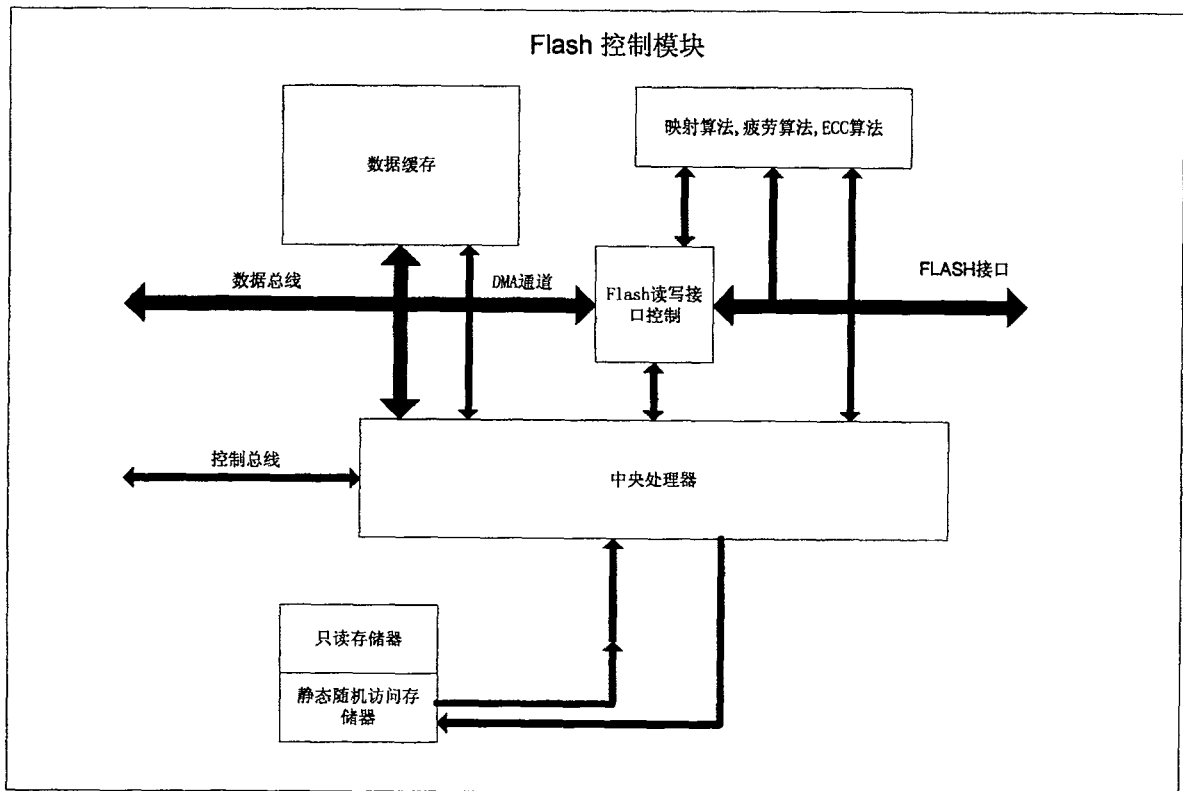 Flash 控制模块
数据缓存
映射算法,疲劳算法,ECC算法
数据总线
DMA通道
Flash读写接
口控制
FLASH接口
控制总线
中央处理器
只读存储器
静态随机访问存
储器